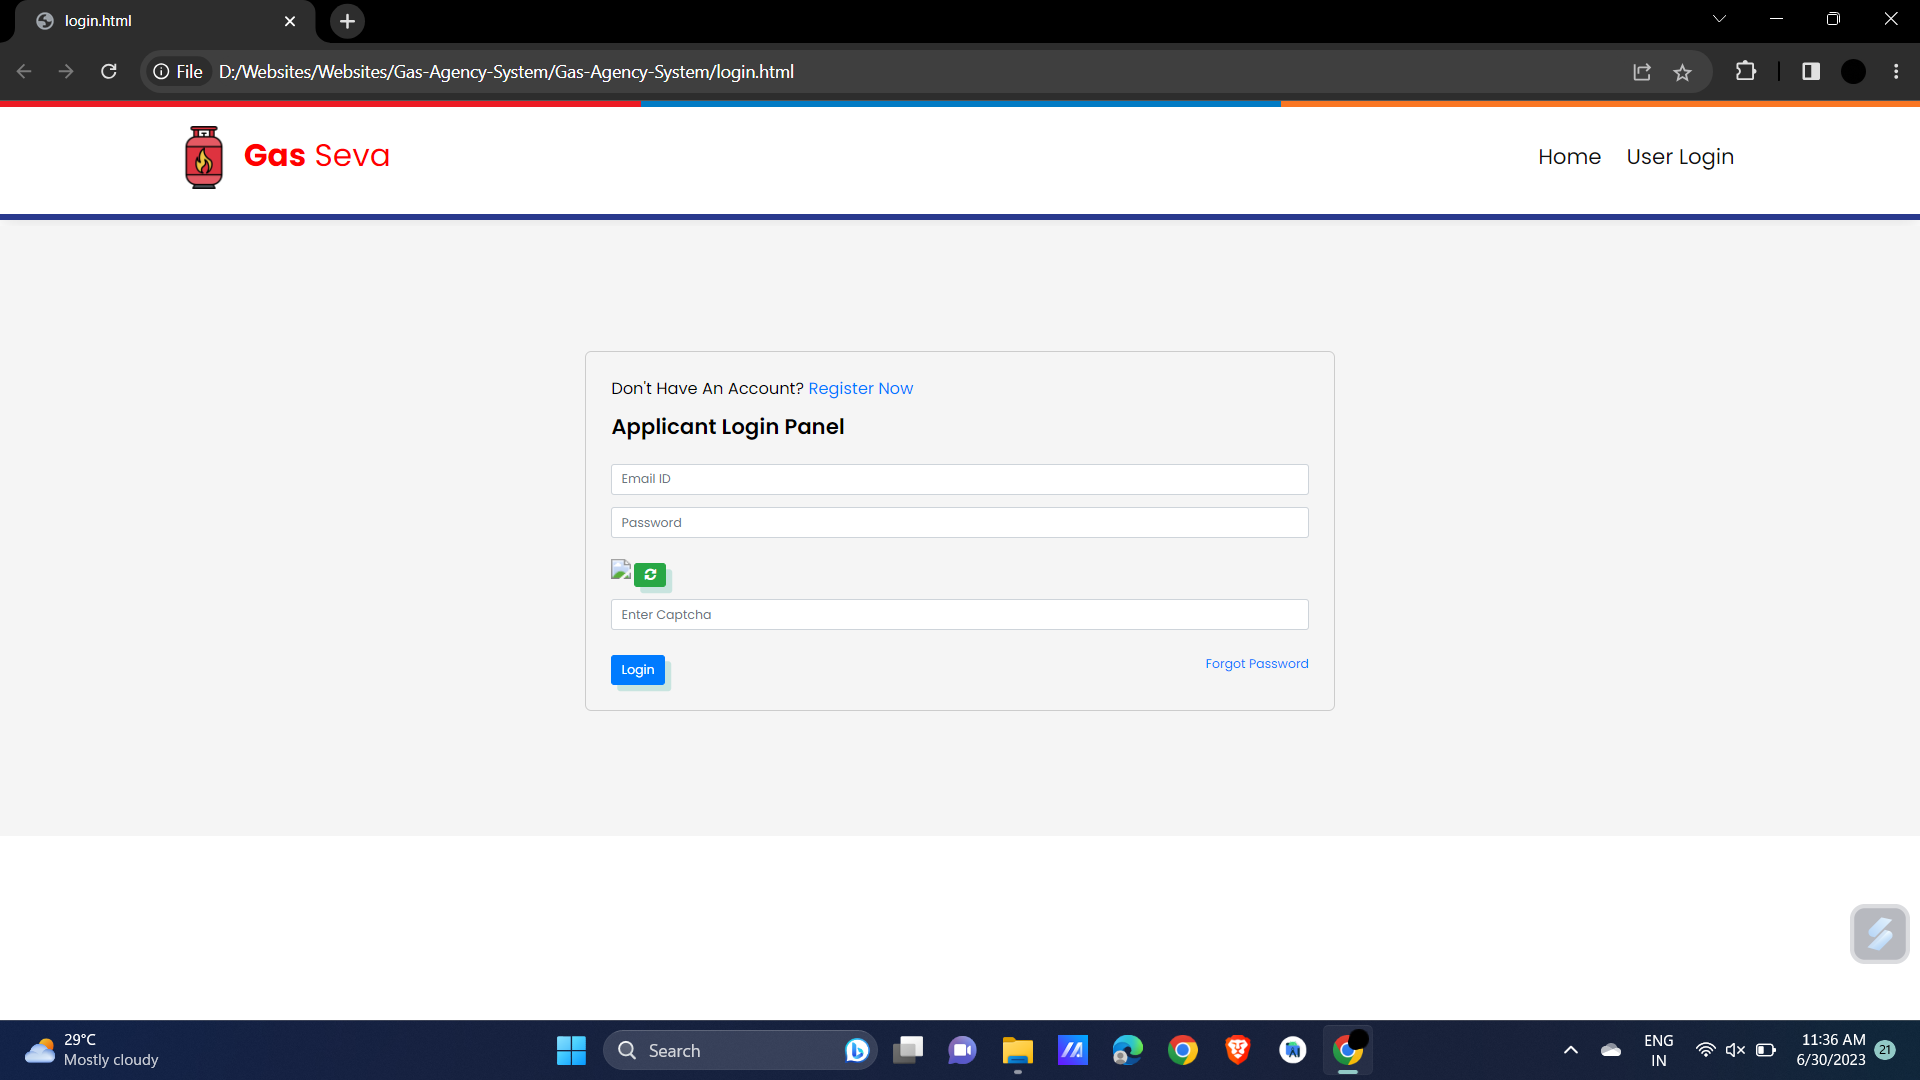 login.html
File D:/Websites/Websites/Gas-Agency-System/Gas-Agency-System/login.html
Gas Seva
Home User Login
Don't Have An Account? Register Now
Applicant Login Panel
Email ID
Password
Enter Captcha
Login Forgot Password
29°C
Mostly cloudy
Search
ENG
IN
11:36 AM
6/30/2023
21